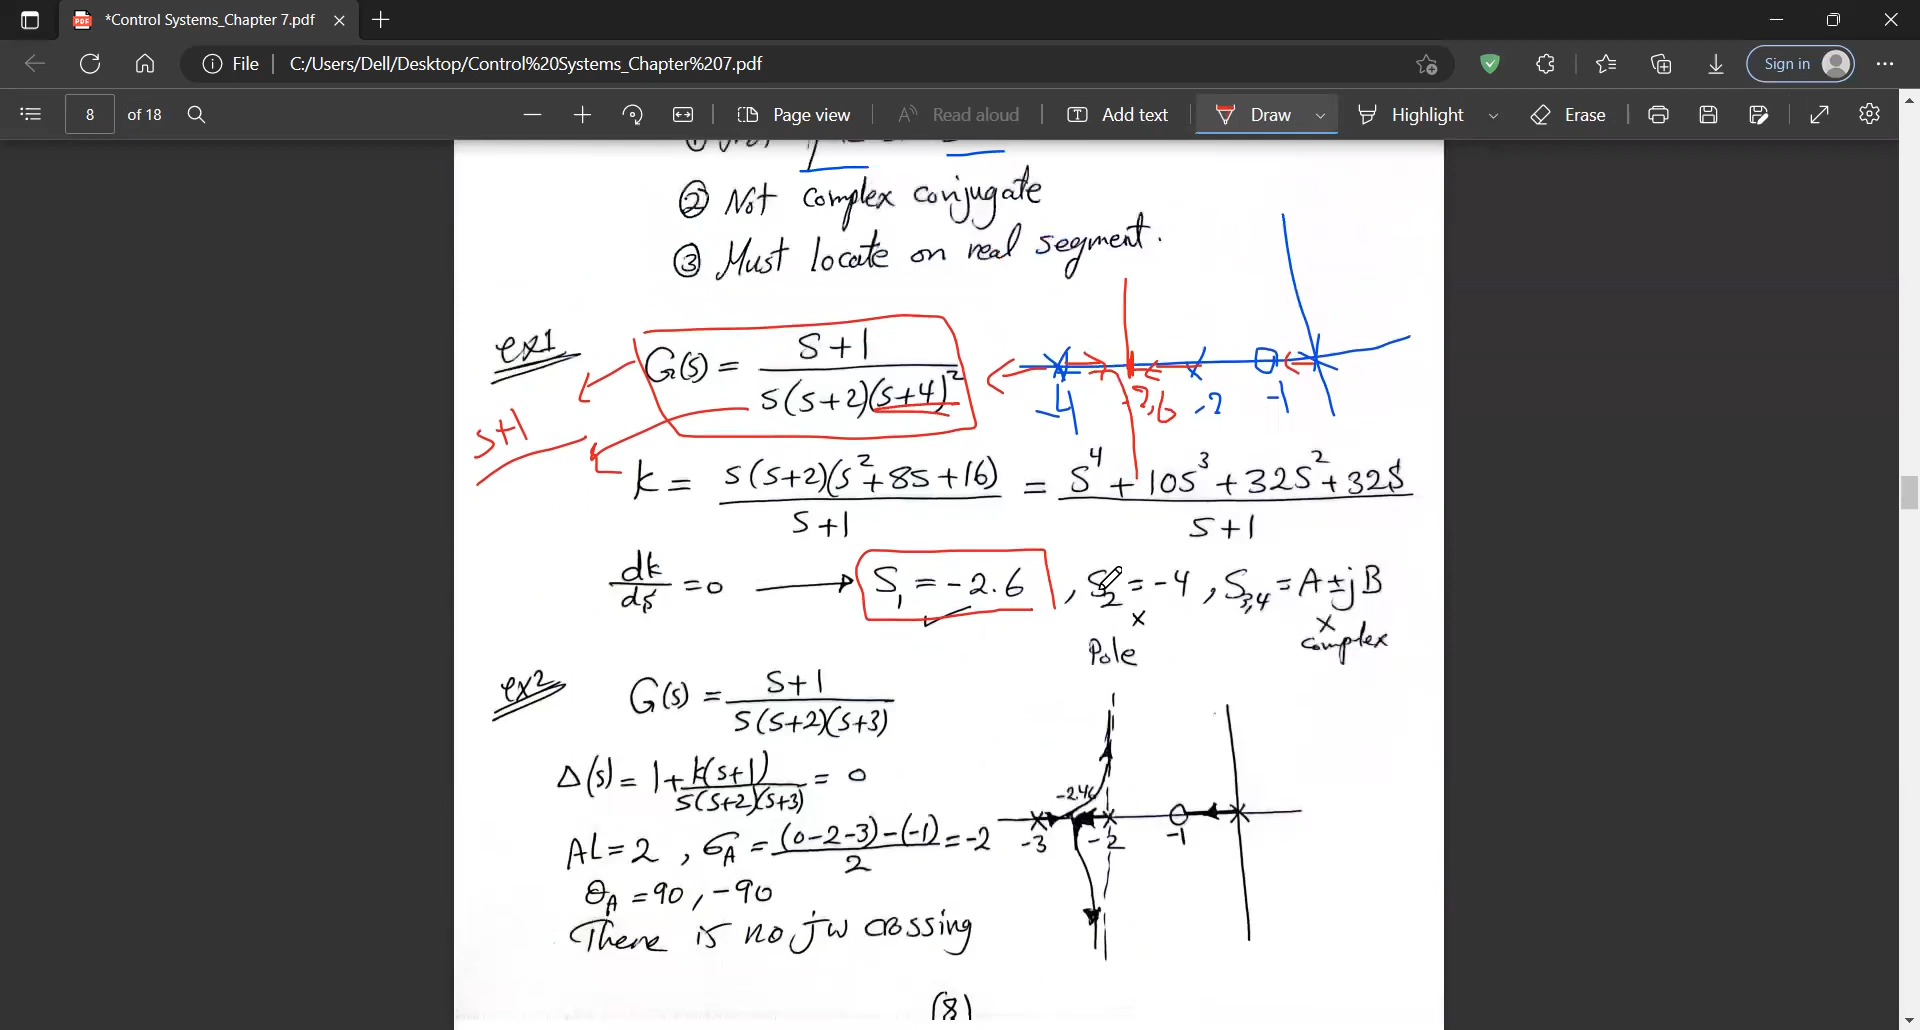 *Control Systems_Chapter 7.pdf
File
C:/Users/Dell/Desktop/Control%20Systems_Chapter%207.pdf
Sign in
8 of 18
Page view
Read aloud
Add text
Draw
Highlight
Erase
② Not complex conjugate
③ Must locate on real segment.
ex1 G(s) = S+1 / S(S+2)(S+4)²
-4 -2,6 -2 -1
S+1
k = S(S+2)(S²+8S+16) / S+1 = S⁴+10S³+32S²+32S / S+1
dk/ds = 0 → S₁ = -2.6 , S₂ = -4 , S₃,₄ = A ± jB
x x
Pole complex
ex2 G(s) = S+1 / S(S+2)(S+3)
Δ(s) = 1 + k(S+1) / S(S+2)(S+3) = 0
-2.46
-3 -2 -1
AL = 2 , σ_A = (0-2-3)-(-1) / 2 = -2
θ_A = 90 , -90
There is no jw crossing
(8)